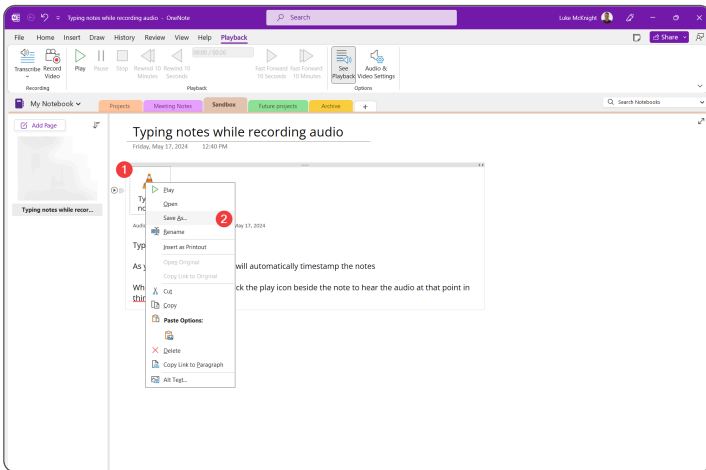 Typing notes while recording audio - OneNote
Search
Luke McKnight
File Home Insert Draw History Review View Help Playback
Share
Transcribe Record Video
Play Pause Stop Rewind 10 Minutes Rewind 10 Seconds
00:00 / 00:26
Fast Forward 10 Seconds Fast Forward 10 Minutes
See Playback Audio & Video Settings
Recording Playback Options
My Notebook
Projects Meeting Notes Sandbox Future projects Archive +
Search Notebooks
Add Page
Typing notes while recor...
Typing notes while recording audio
Friday, May 17, 2024 12:40 PM
1
Ty
no
Audio
May 17, 2024
Typ
As y
will automatically timestamp the notes
Wh
ck the play icon beside the note to hear the audio at that point in
Play
Open
Save As...
2
Rename
Insert as Printout
Open Original
Copy Link to Original
Cut
Copy
Paste Options:
Delete
Copy Link to Paragraph
Alt Text...